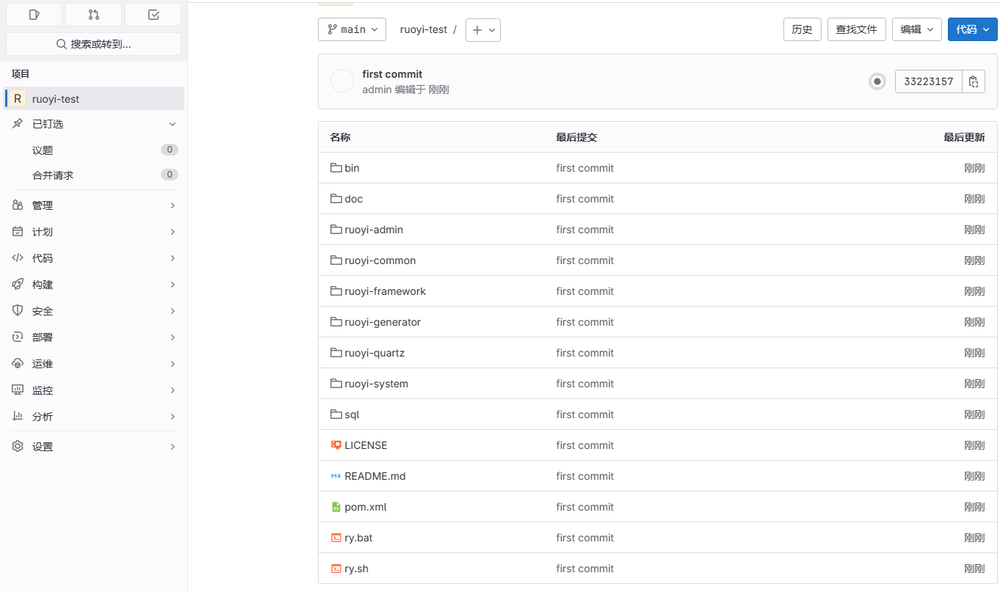 搜索或转到...
项目
R ruoyi-test
已钉选
议题 0
合并请求 0
管理
计划
代码
构建
安全
部署
运维
监控
分析
设置
main ruoyi-test / +
历史 查找文件 编辑 代码
first commit
admin 编辑于 刚刚
33223157
名称 最后提交 最后更新
bin first commit 刚刚
doc first commit 刚刚
ruoyi-admin first commit 刚刚
ruoyi-common first commit 刚刚
ruoyi-framework first commit 刚刚
ruoyi-generator first commit 刚刚
ruoyi-quartz first commit 刚刚
ruoyi-system first commit 刚刚
sql first commit 刚刚
LICENSE first commit 刚刚
README.md first commit 刚刚
pom.xml first commit 刚刚
ry.bat first commit 刚刚
ry.sh first commit 刚刚